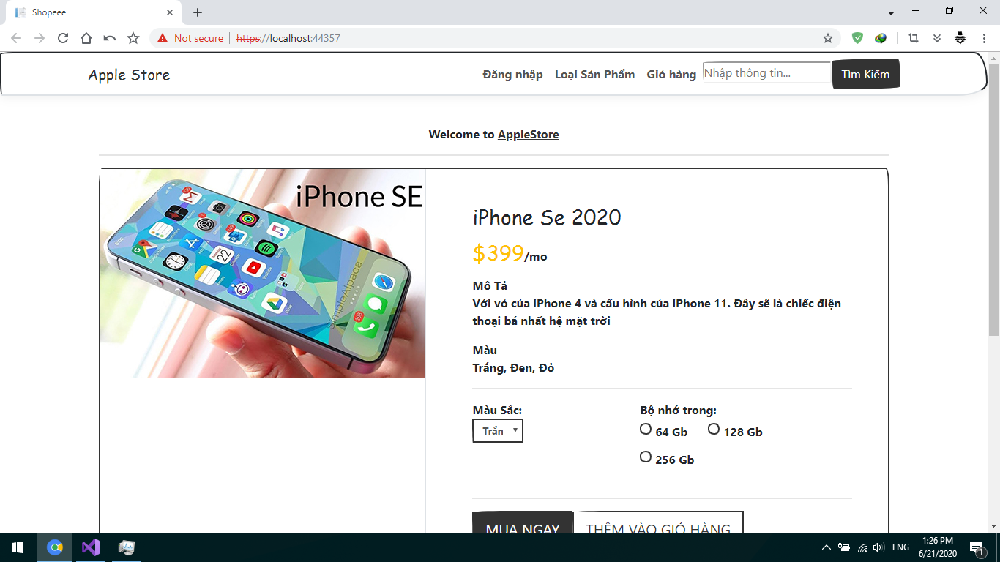 Shopeee
Not secure | https://localhost:44357
Apple Store
Đăng nhập Loại Sản Phẩm Giỏ hàng Nhập thông tin... Tìm Kiếm
Welcome to AppleStore
iPhone SE
SimpleAlpaca
iPhone Se 2020
$399/mo
Mô Tả
Với vỏ của iPhone 4 và cấu hình của iPhone 11. Đây sẽ là chiếc điện
thoại bá nhất hệ mặt trời
Màu
Trắng, Đen, Đỏ
Màu Sắc:
Trắn
Bộ nhớ trong:
64 Gb 128 Gb
256 Gb
MUA NGAY THÊM VÀO GIỎ HÀNG
ENG
1:26 PM
6/21/2020
1